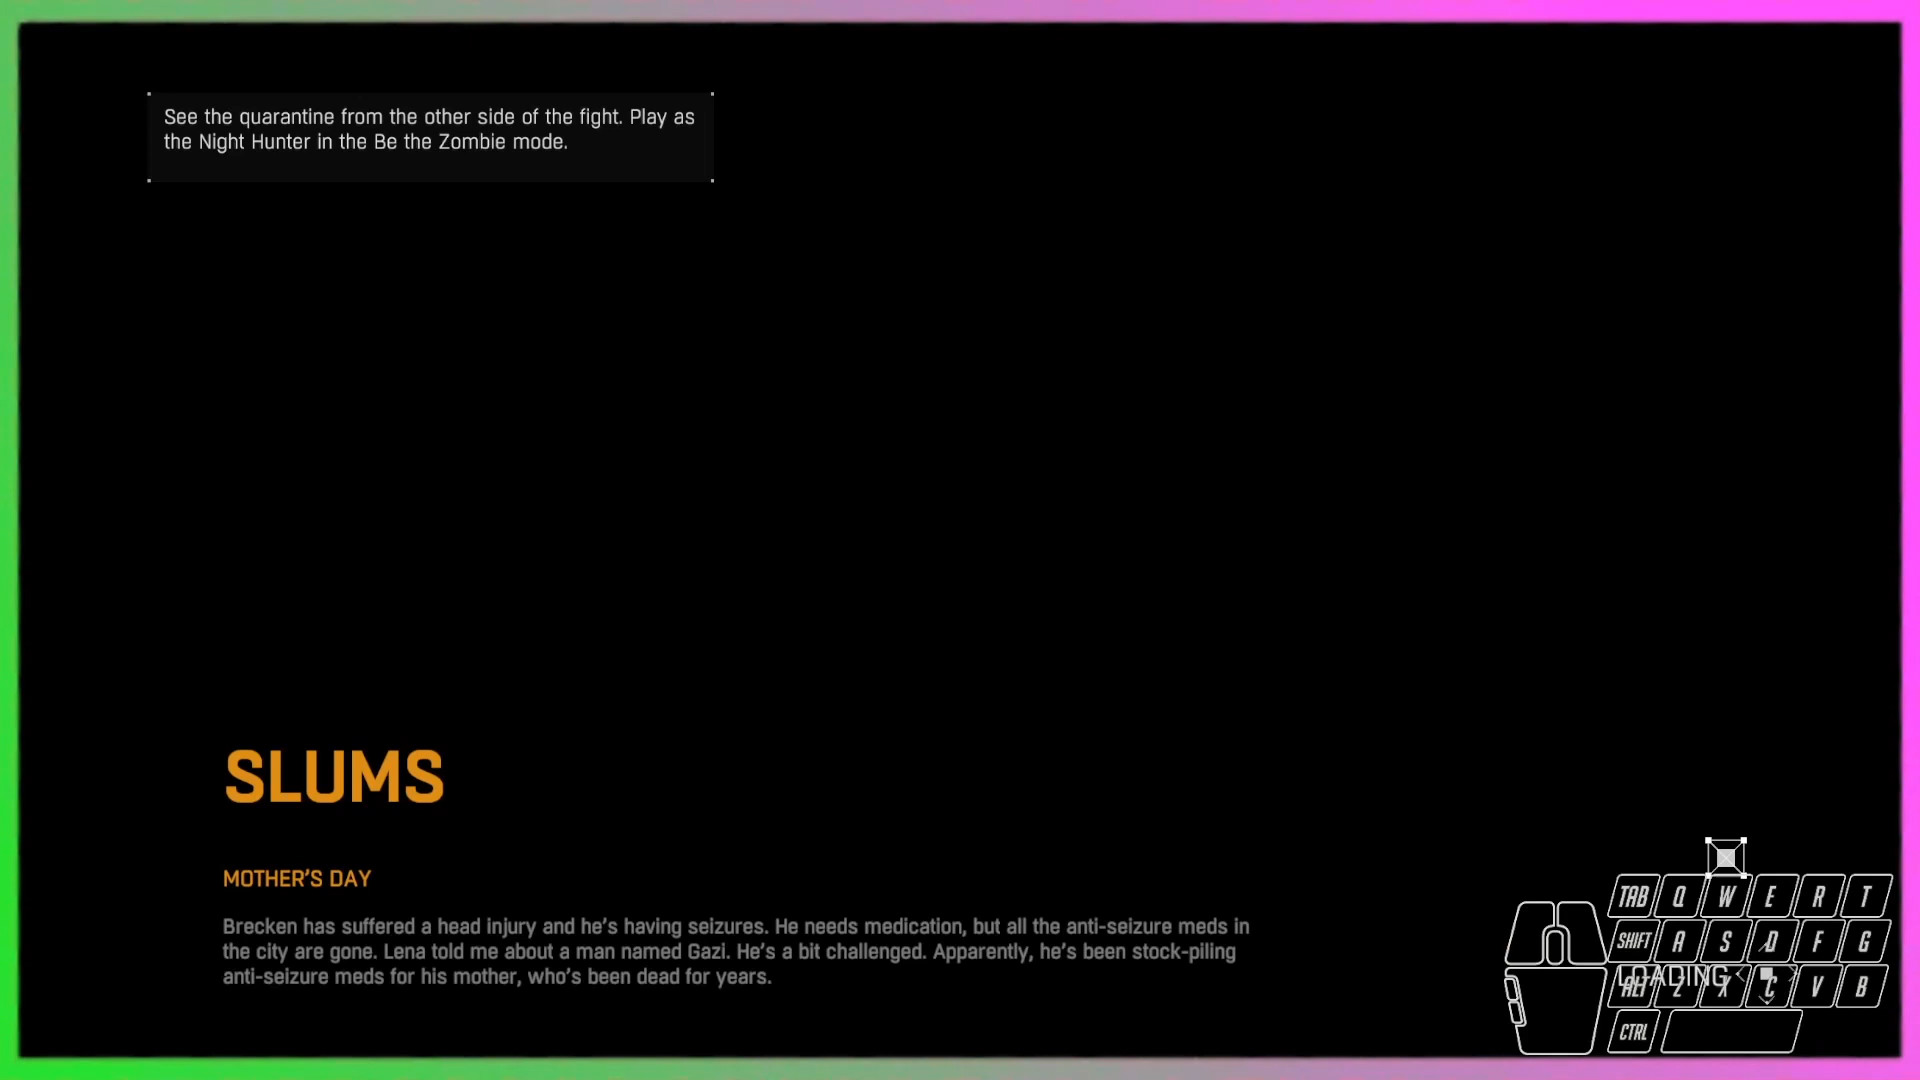 See the quarantine from the other side of the fight. Play as
the Night Hunter in the Be the Zombie mode.
SLUMS
MOTHER'S DAY
Brecken has suffered a head injury and he's having seizures. He needs medication, but all the anti-seizure meds in
the city are gone. Lena told me about a man named Gazi. He's a bit challenged. Apparently, he's been stock-piling
anti-seizure meds for his mother, who's been dead for years.
TAB Q W E R T
SHIFT A S D F G
LOADING
ALT Z X C V B
CTRL